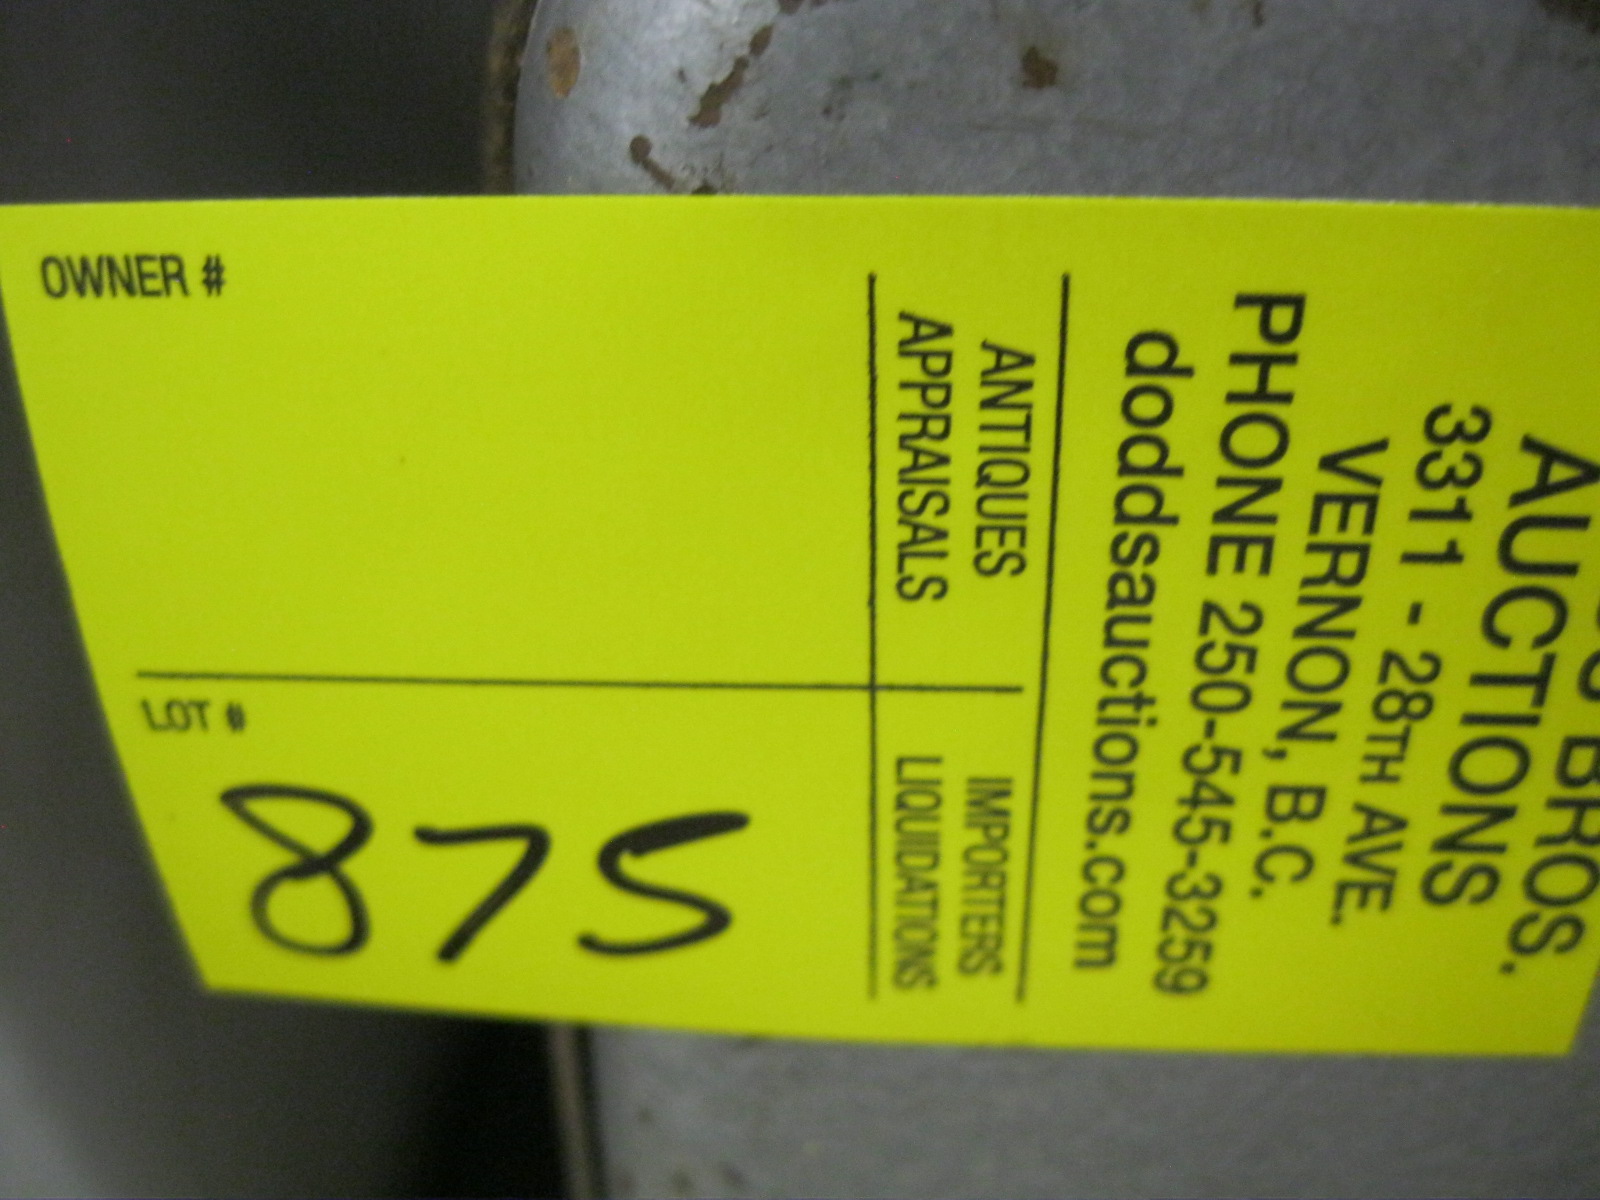 BROS.
AUCTIONS
3311 - 28TH AVE.
VERNON, B.C.
PHONE 250-545-3259
doddsauctions.com
ANTIQUES IMPORTERS
APPRAISALS LIQUIDATIONS
OWNER #
LOT #
875